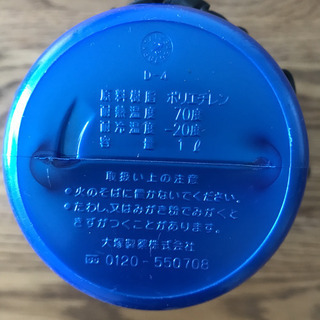 D-4
原料樹脂 ポリエチレン
耐熱温度 70度
耐冷温度 -20度
容量 1ℓ
取扱い上の注意
●火のそばに置かないでください。
●たわし又はみがき粉でみがくと
きずがつくことがあります。
大塚製薬株式会社
0120-550708